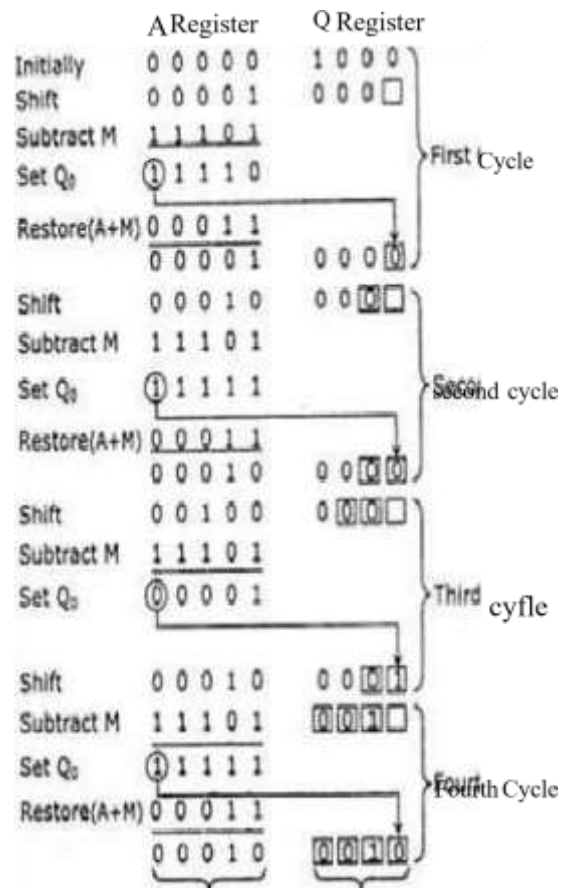 A Register Q Register
Initially 0 0 0 0 0 1 0 0 0
Shift 0 0 0 0 1 0 0 0
Subtract M 1 1 1 0 1
First Cycle
Set Q0 1 1 1 1 0
Restore(A+M) 0 0 0 1 1
0 0 0 0 1 0 0 0 0
Shift 0 0 0 1 0 0 0 0
Subtract M 1 1 1 0 1
Set Q0 1 1 1 1 1 second cycle
Restore(A+M) 0 0 0 1 1
0 0 0 1 0 0 0 0 0
Shift 0 0 1 0 0 0 0 0
Subtract M 1 1 1 0 1
Set Q0 0 0 0 0 1 Third cyfle
Shift 0 0 0 1 0 0 0 0 1
Subtract M 1 1 1 0 1 0 0 1
Set Q0 1 1 1 1 1 Fourth Cycle
Restore(A+M) 0 0 0 1 1
0 0 0 1 0 0 0 1 0